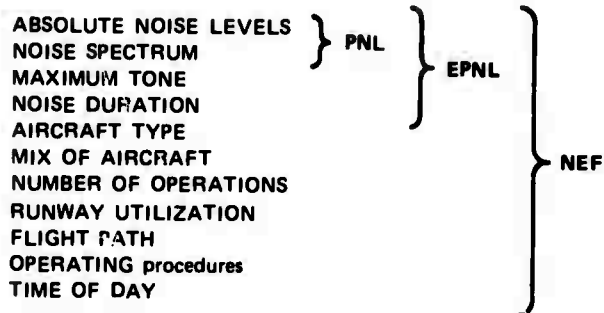 ABSOLUTE NOISE LEVELS
NOISE SPECTRUM
PNL
MAXIMUM TONE
EPNL
NOISE DURATION
AIRCRAFT TYPE
MIX OF AIRCRAFT
NEF
NUMBER OF OPERATIONS
RUNWAY UTILIZATION
FLIGHT PATH
OPERATING procedures
TIME OF DAY